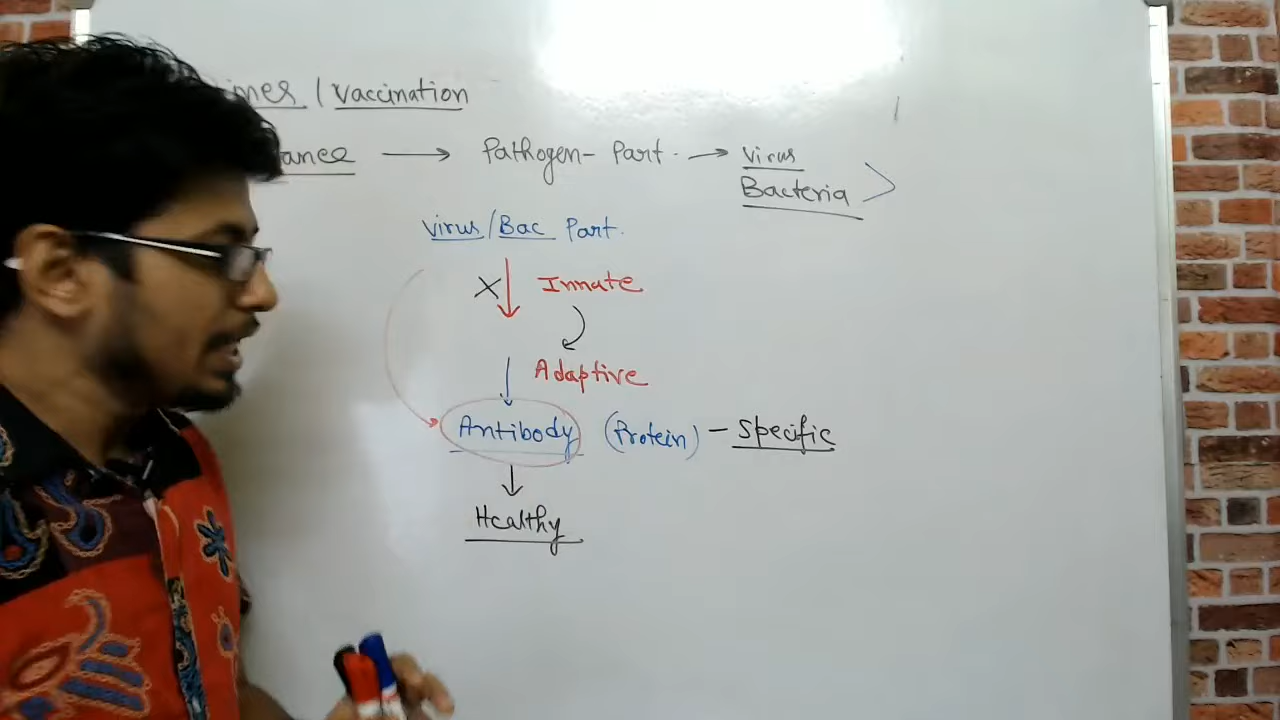 / Vaccination
→ Pathogen- Part. → Virus
Bacteria
Virus/Bac Part.
X Innate
Adaptive
Antibody (Protein) - Specific
Healthy